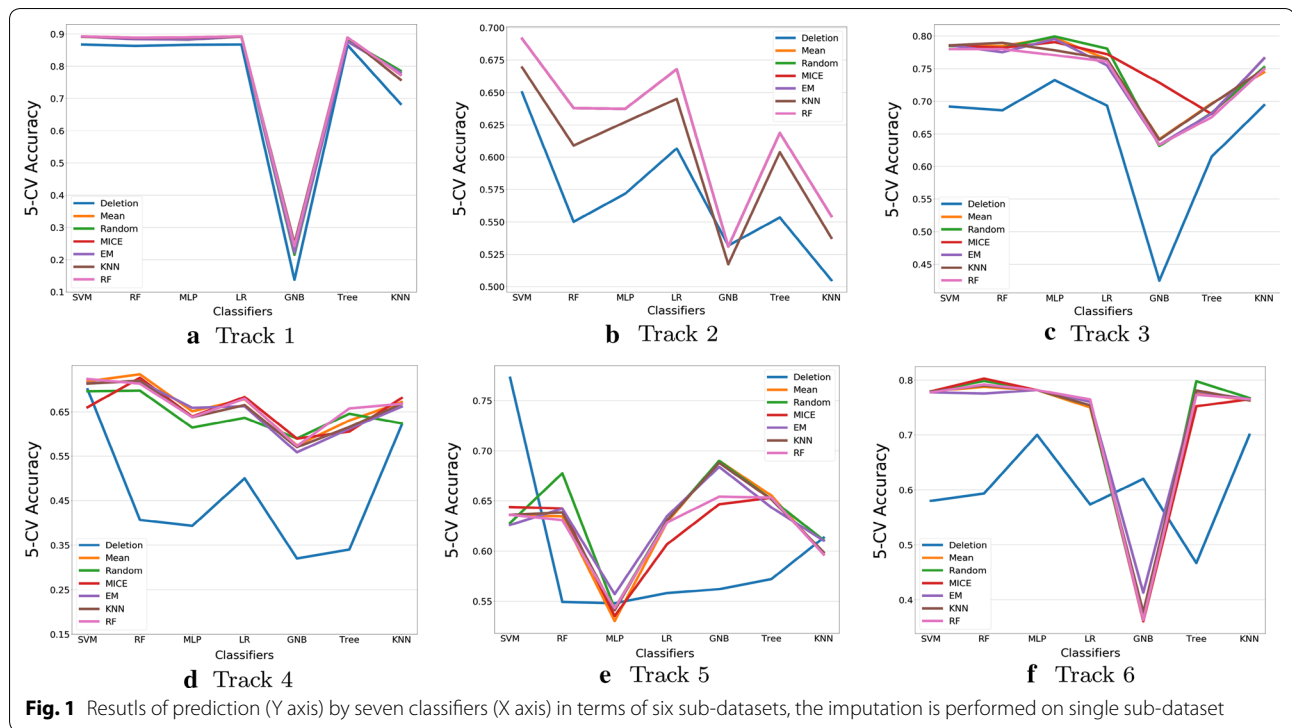 0.9
0.8
0.7
0.6
0.5
0.4
0.3
0.2
0.1
5-CV Accuracy
Deletion
Mean
Random
MICE
EM
KNN
RF
SVM RF MLP LR GNB Tree KNN
Classifiers
a Track 1
0.700
0.675
0.650
0.625
0.600
0.575
0.550
0.525
0.500
5-CV Accuracy
Deletion
Mean
Random
MICE
EM
KNN
RF
SVM RF MLP LR GNB Tree KNN
Classifiers
b Track 2
0.80
0.75
0.70
0.65
0.60
0.55
0.50
0.45
5-CV Accuracy
Deletion
Mean
Random
MICE
EM
KNN
RF
SVM RF MLP LR GNB Tree KNN
Classifiers
c Track 3
0.65
0.55
0.45
0.35
0.25
0.15
5-CV Accuracy
Deletion
Mean
Random
MICE
EM
KNN
RF
SVM RF MLP LR GNB Tree KNN
Classifiers
d Track 4
0.75
0.70
0.65
0.60
0.55
5-CV Accuracy
Deletion
Mean
Random
MICE
EM
KNN
RF
SVM RF MLP LR GNB Tree KNN
Classifiers
e Track 5
0.8
0.7
0.6
0.5
0.4
5-CV Accuracy
Deletion
Mean
Random
MICE
EM
KNN
RF
SVM RF MLP LR GNB Tree KNN
Classifiers
f Track 6
Fig. 1 Resutls of prediction (Y axis) by seven classifiers (X axis) in terms of six sub-datasets, the imputation is performed on single sub-dataset